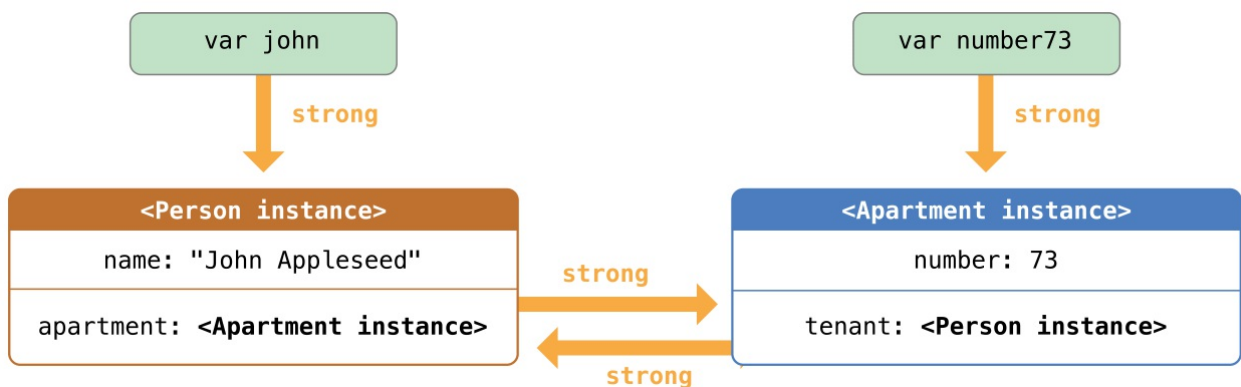 var john
var number73
strong
strong
<Person instance>
<Apartment instance>
name: "John Appleseed"
number: 73
strong
apartment: <Apartment instance>
tenant: <Person instance>
strong